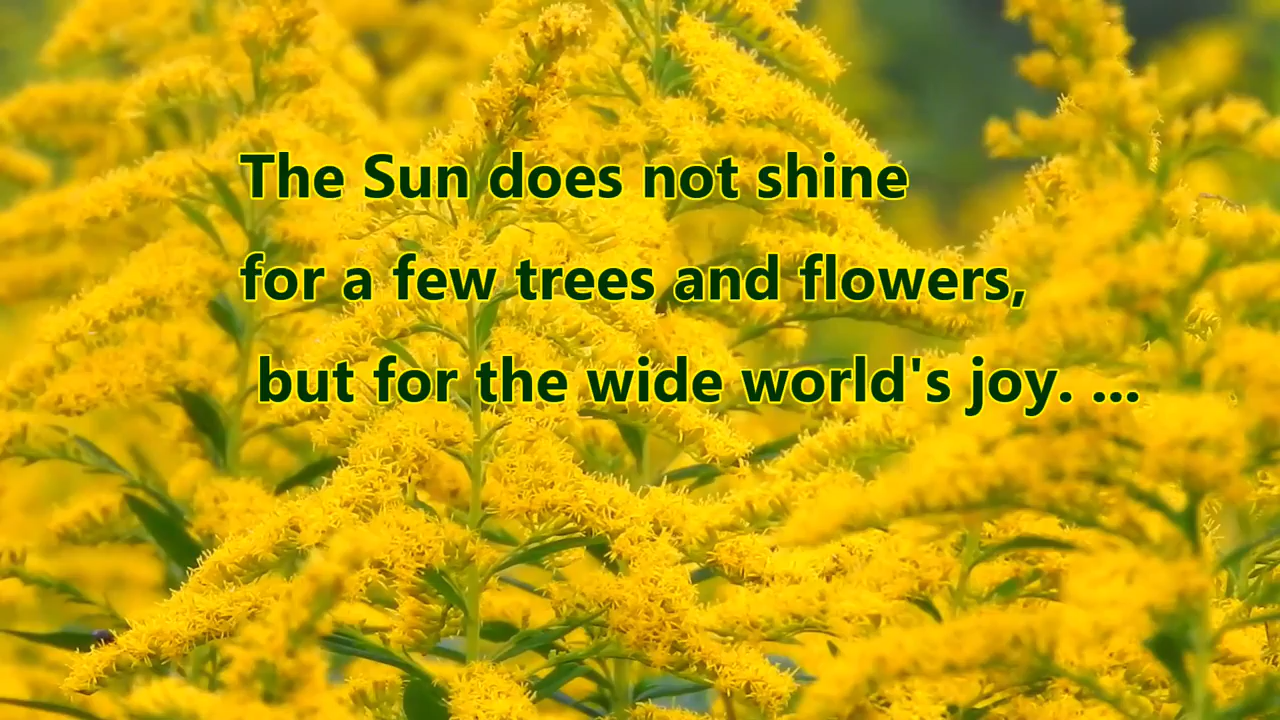 The Sun does not shine
for a few trees and flowers,
but for the wide world's joy. ...